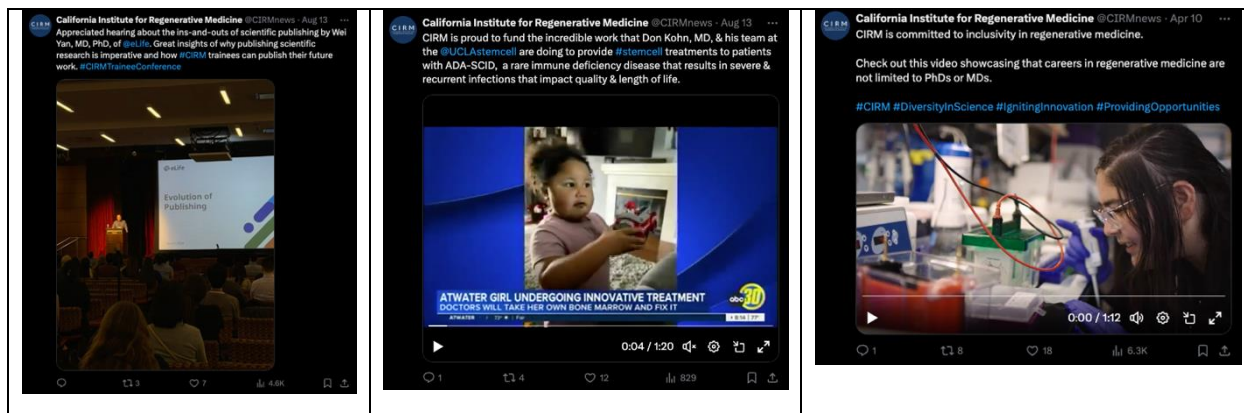 California Institute of Regenerative Medicine @CIRMnews · Aug 13 ···
Appreciated hearing about the ins-and-outs of scientific publishing by Wei
Yan, MD, PhD, of @eLife. Great insights of why publishing scientific
research is imperative and how #CIRM trainees can publish their future
work. #CIRMTraineeConference
eLife
Evolution of
Publishing
3 7 4.6K
California Institute for Regenerative Medicine @CIRMnews · Aug 13 ···
CIRM is proud to fund the incredible work that Don Kohn, MD, & his team at
the @UCLAstemcell are doing to provide #stemcell treatments to patients
with ADA-SCID, a rare immune deficiency disease that results in severe &
recurrent infections that impact quality & length of life.
ATWATER GIRL UNDERGOING INNOVATIVE TREATMENT
DOCTORS WILL TAKE HER OWN BONE MARROW AND FIX IT
abc 30
ATWATER
0:04 / 1:20
1 4 12 829
CIRM
California Institute for Regenerative Medicine @CIRMnews · Apr 10 ···
CIRM is committed to inclusivity in regenerative medicine.
Check out this video showcasing that careers in regenerative medicine are
not limited to PhDs or MDs.
#CIRM #DiversityInScience #IgnitingInnovation #ProvidingOpportunities
0:00 / 1:12
1 8 18 6.3K